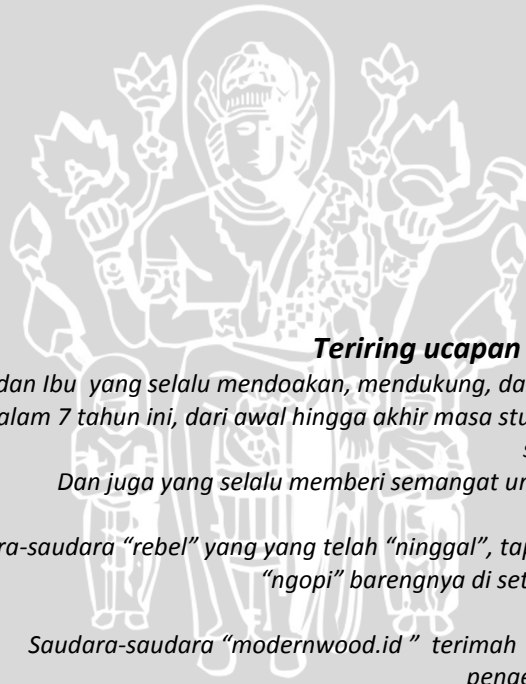 Teriring ucapan
dan Ibu yang selalu mendoakan, mendukung, da
alam 7 tahun ini, dari awal hingga akhir masa stu
s
Dan juga yang selalu memberi semangat un
ra-saudara “rebel” yang yang telah “ninggal”, tap
“ngopi” barengnya di set
Saudara-saudara “modernwood.id ” terimah
penge